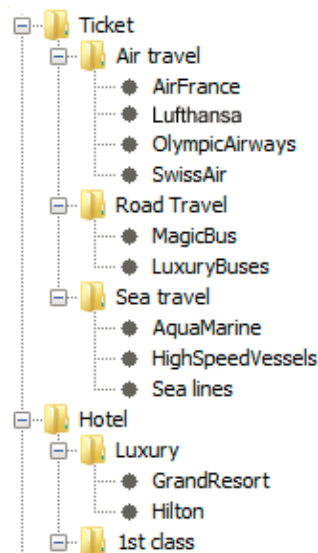 Ticket
Air travel
AirFrance
Lufthansa
OlympicAirways
SwissAir
Road Travel
MagicBus
LuxuryBuses
Sea travel
AquaMarine
HighSpeedVessels
Sea lines
Hotel
Luxury
GrandResort
Hilton
1st class